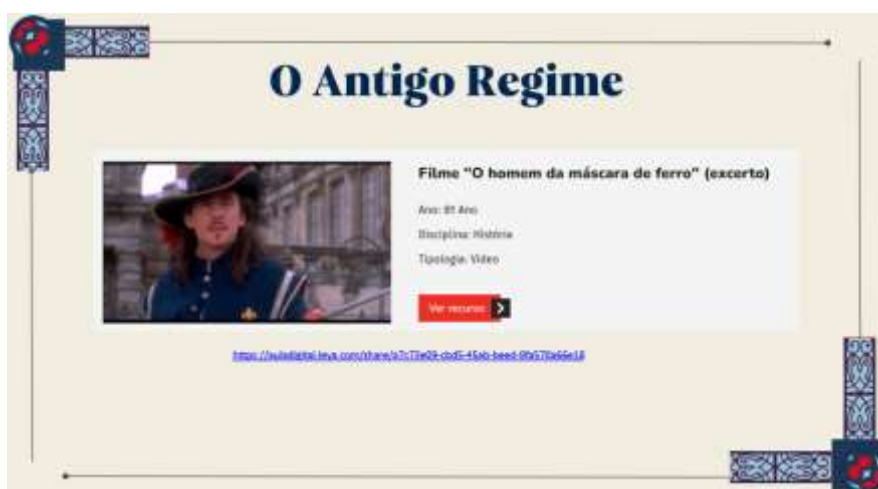 O Antigo Regime
Filme "O homem da máscara de ferro" (excerto)
Ano: 8º Ano
Disciplina: História
Tipologia: Vídeo
Ver recurso